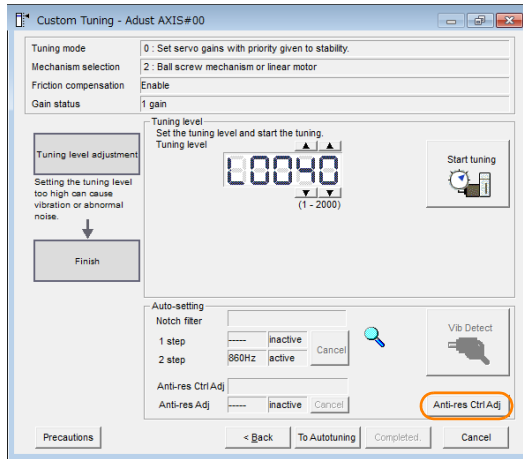 Custom Tuning - Adust AXIS#00
Tuning mode 0 : Set servo gains with priority given to stability.
Mechanism selection 2 : Ball screw mechanism or linear motor
Friction compensation Enable
Gain status 1 gain
Tuning level adjustment
Setting the tuning level
too high can cause
vibration or abnormal
noise.
Finish
Tuning level
Set the tuning level and start the tuning.
Tuning level
L0040
(1 - 2000)
Start tuning
Auto-setting
Notch filter
1 step ----- inactive
2 step 860Hz active
Cancel
Anti-res Ctrl Adj
Anti-res Adj ----- inactive Cancel
Vib Detect
Anti-res Ctrl Adj
Precautions < Back To Autotuning Completed. Cancel